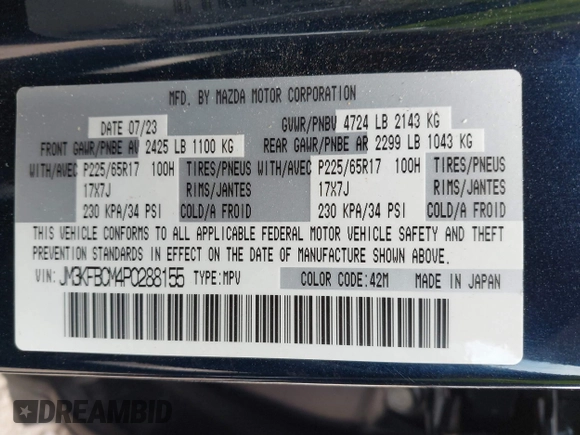 MFD. BY MAZDA MOTOR CORPORATION
DATE 07/23 GVWR/PNBV 4724 LB 2143 KG
FRONT GAWR/PNBE AV 2425 LB 1100 KG REAR GAWR/PNBE AR 2299 LB 1043 KG
WITH/AVEC P225/65R17 100H TIRES/PNEUS WITH/AVEC P225/65R17 100H TIRES/PNEUS
17X7J RIMS/JANTES 17X7J RIMS/JANTES
230 KPA/34 PSI COLD/A FROID 230 KPA/34 PSI COLD/A FROID
THIS VEHICLE CONFORMS TO ALL APPLICABLE FEDERAL MOTOR VEHICLE SAFETY AND THEFT
PREVENTION STANDARDS IN EFFECT ON THE DATE OF MANUFACTURE SHOWN ABOVE.
VIN: JM3KFBCM4P0288155 TYPE:MPV COLOR CODE:42M MADE IN JAPAN
DREAMBID